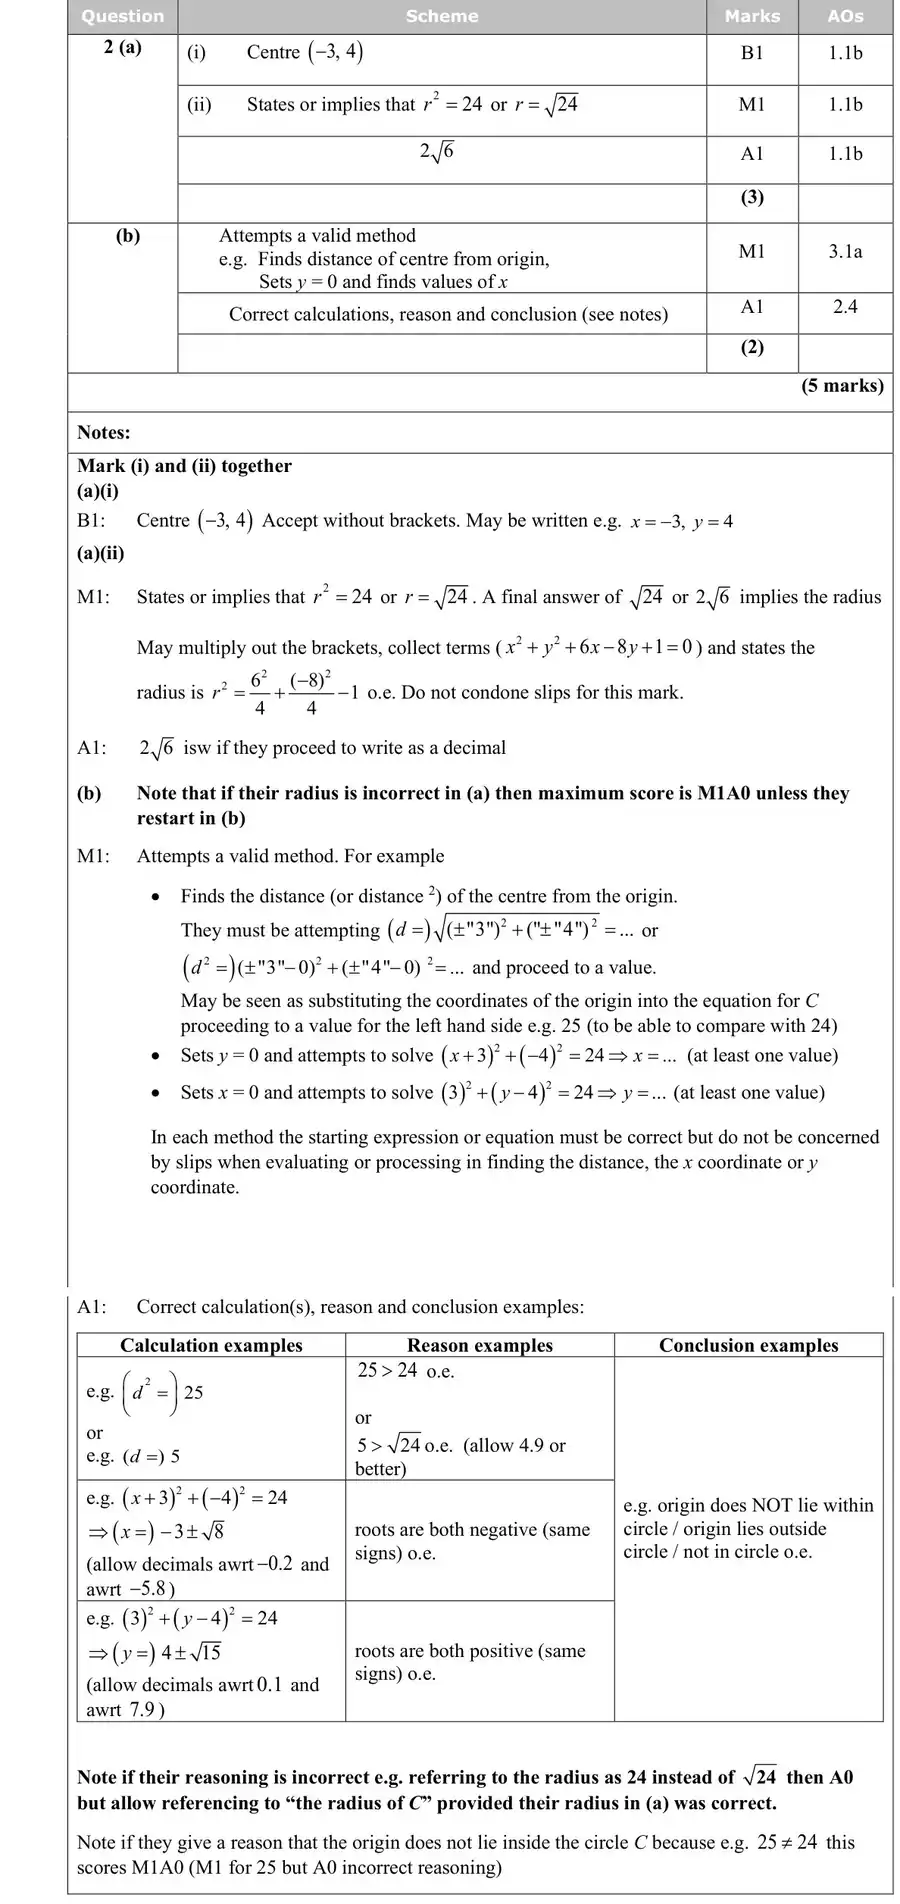 Question Scheme Marks AOs
2 (a) (i) Centre (−3, 4) B1 1.1b
(ii) States or implies that r² = 24 or r = √24 M1 1.1b
2√6 A1 1.1b
(3)
(b) Attempts a valid method
e.g. Finds distance of centre from origin, M1 3.1a
Sets y = 0 and finds values of x
Correct calculations, reason and conclusion (see notes) A1 2.4
(2)
(5 marks)
Notes:
Mark (i) and (ii) together
(a)(i)
B1: Centre (−3, 4) Accept without brackets. May be written e.g. x = −3, y = 4
(a)(ii)
M1: States or implies that r² = 24 or r = √24 . A final answer of √24 or 2√6 implies the radius
May multiply out the brackets, collect terms ( x² + y² + 6x − 8y + 1 = 0 ) and states the
radius is r² = 6²/4 + (−8)²/4 − 1 o.e. Do not condone slips for this mark.
A1: 2√6 isw if they proceed to write as a decimal
(b) Note that if their radius is incorrect in (a) then maximum score is M1A0 unless they
restart in (b)
M1: Attempts a valid method. For example
• Finds the distance (or distance ²) of the centre from the origin.
They must be attempting (d =)√((±"3")² + ("±"4")²) = ... or
(d² =)(±"3"− 0)² + (±"4"− 0) ² = ... and proceed to a value.
May be seen as substituting the coordinates of the origin into the equation for C
proceeding to a value for the left hand side e.g. 25 (to be able to compare with 24)
• Sets y = 0 and attempts to solve (x + 3)² + (−4)² = 24 ⇒ x = ... (at least one value)
• Sets x = 0 and attempts to solve (3)² + (y − 4)² = 24 ⇒ y = ... (at least one value)
In each method the starting expression or equation must be correct but do not be concerned
by slips when evaluating or processing in finding the distance, the x coordinate or y
coordinate.
A1: Correct calculation(s), reason and conclusion examples:
Calculation examples Reason examples Conclusion examples
e.g. (d² =) 25
or
e.g. (d =) 5
25 > 24 o.e.
or
5 > √24 o.e. (allow 4.9 or
better)
e.g. (x + 3)² + (−4)² = 24
⇒ (x =) −3 ± √8
(allow decimals awrt −0.2 and
awrt −5.8 )
roots are both negative (same
signs) o.e.
e.g. origin does NOT lie within
circle / origin lies outside
circle / not in circle o.e.
e.g. (3)² + (y − 4)² = 24
⇒ (y =) 4 ± √15
(allow decimals awrt 0.1 and
awrt 7.9 )
roots are both positive (same
signs) o.e.
Note if their reasoning is incorrect e.g. referring to the radius as 24 instead of √24 then A0
but allow referencing to “the radius of C” provided their radius in (a) was correct.
Note if they give a reason that the origin does not lie inside the circle C because e.g. 25 ≠ 24 this
scores M1A0 (M1 for 25 but A0 incorrect reasoning)